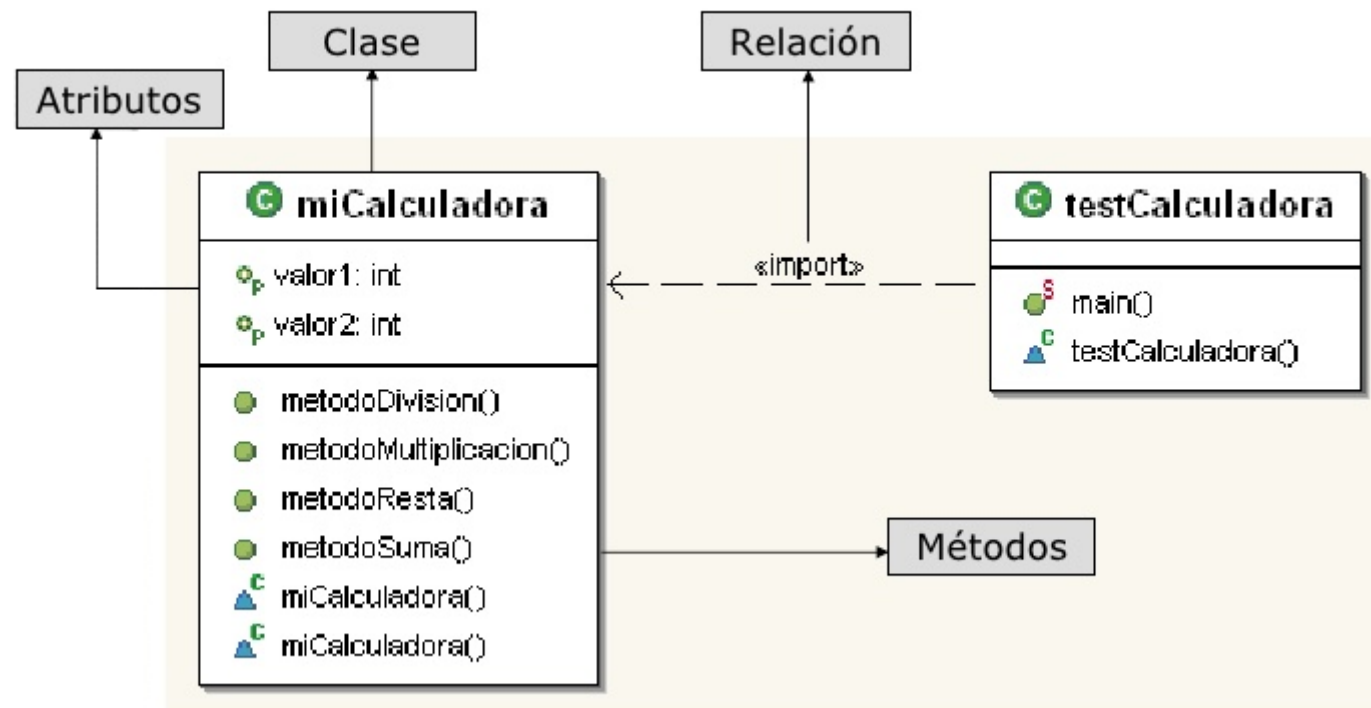 Clase
Relación
Atributos
C miCalculadora
C testCalculadora
P valor1: int
«import»
P valor2: int
S main()
C testCalculadora()
metodoDivision()
metodoMultiplicacion()
metodoResta()
metodoSuma()
Métodos
C miCalculadora()
C miCalculadora()